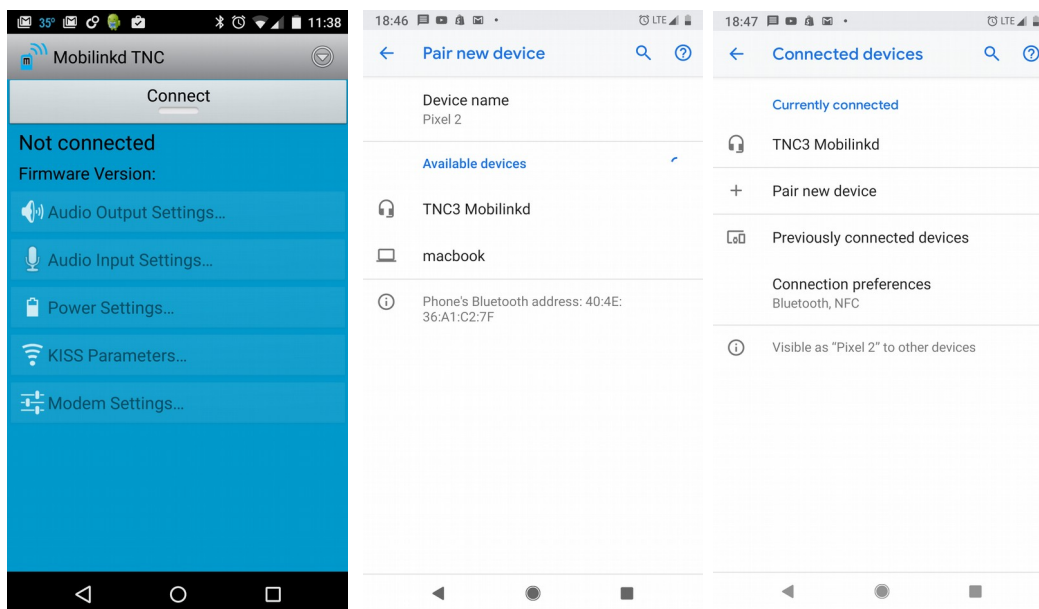 35° 11:38
Mobilinkd TNC
Connect
Not connected
Firmware Version:
Audio Output Settings...
Audio Input Settings...
Power Settings...
KISS Parameters...
Modem Settings...
18:46 LTE
Pair new device
Device name
Pixel 2
Available devices
TNC3 Mobilinkd
macbook
Phone's Bluetooth address: 40:4E:
36:A1:C2:7F
18:47 LTE
Connected devices
Currently connected
TNC3 Mobilinkd
Pair new device
Previously connected devices
Connection preferences
Bluetooth, NFC
Visible as “Pixel 2” to other devices